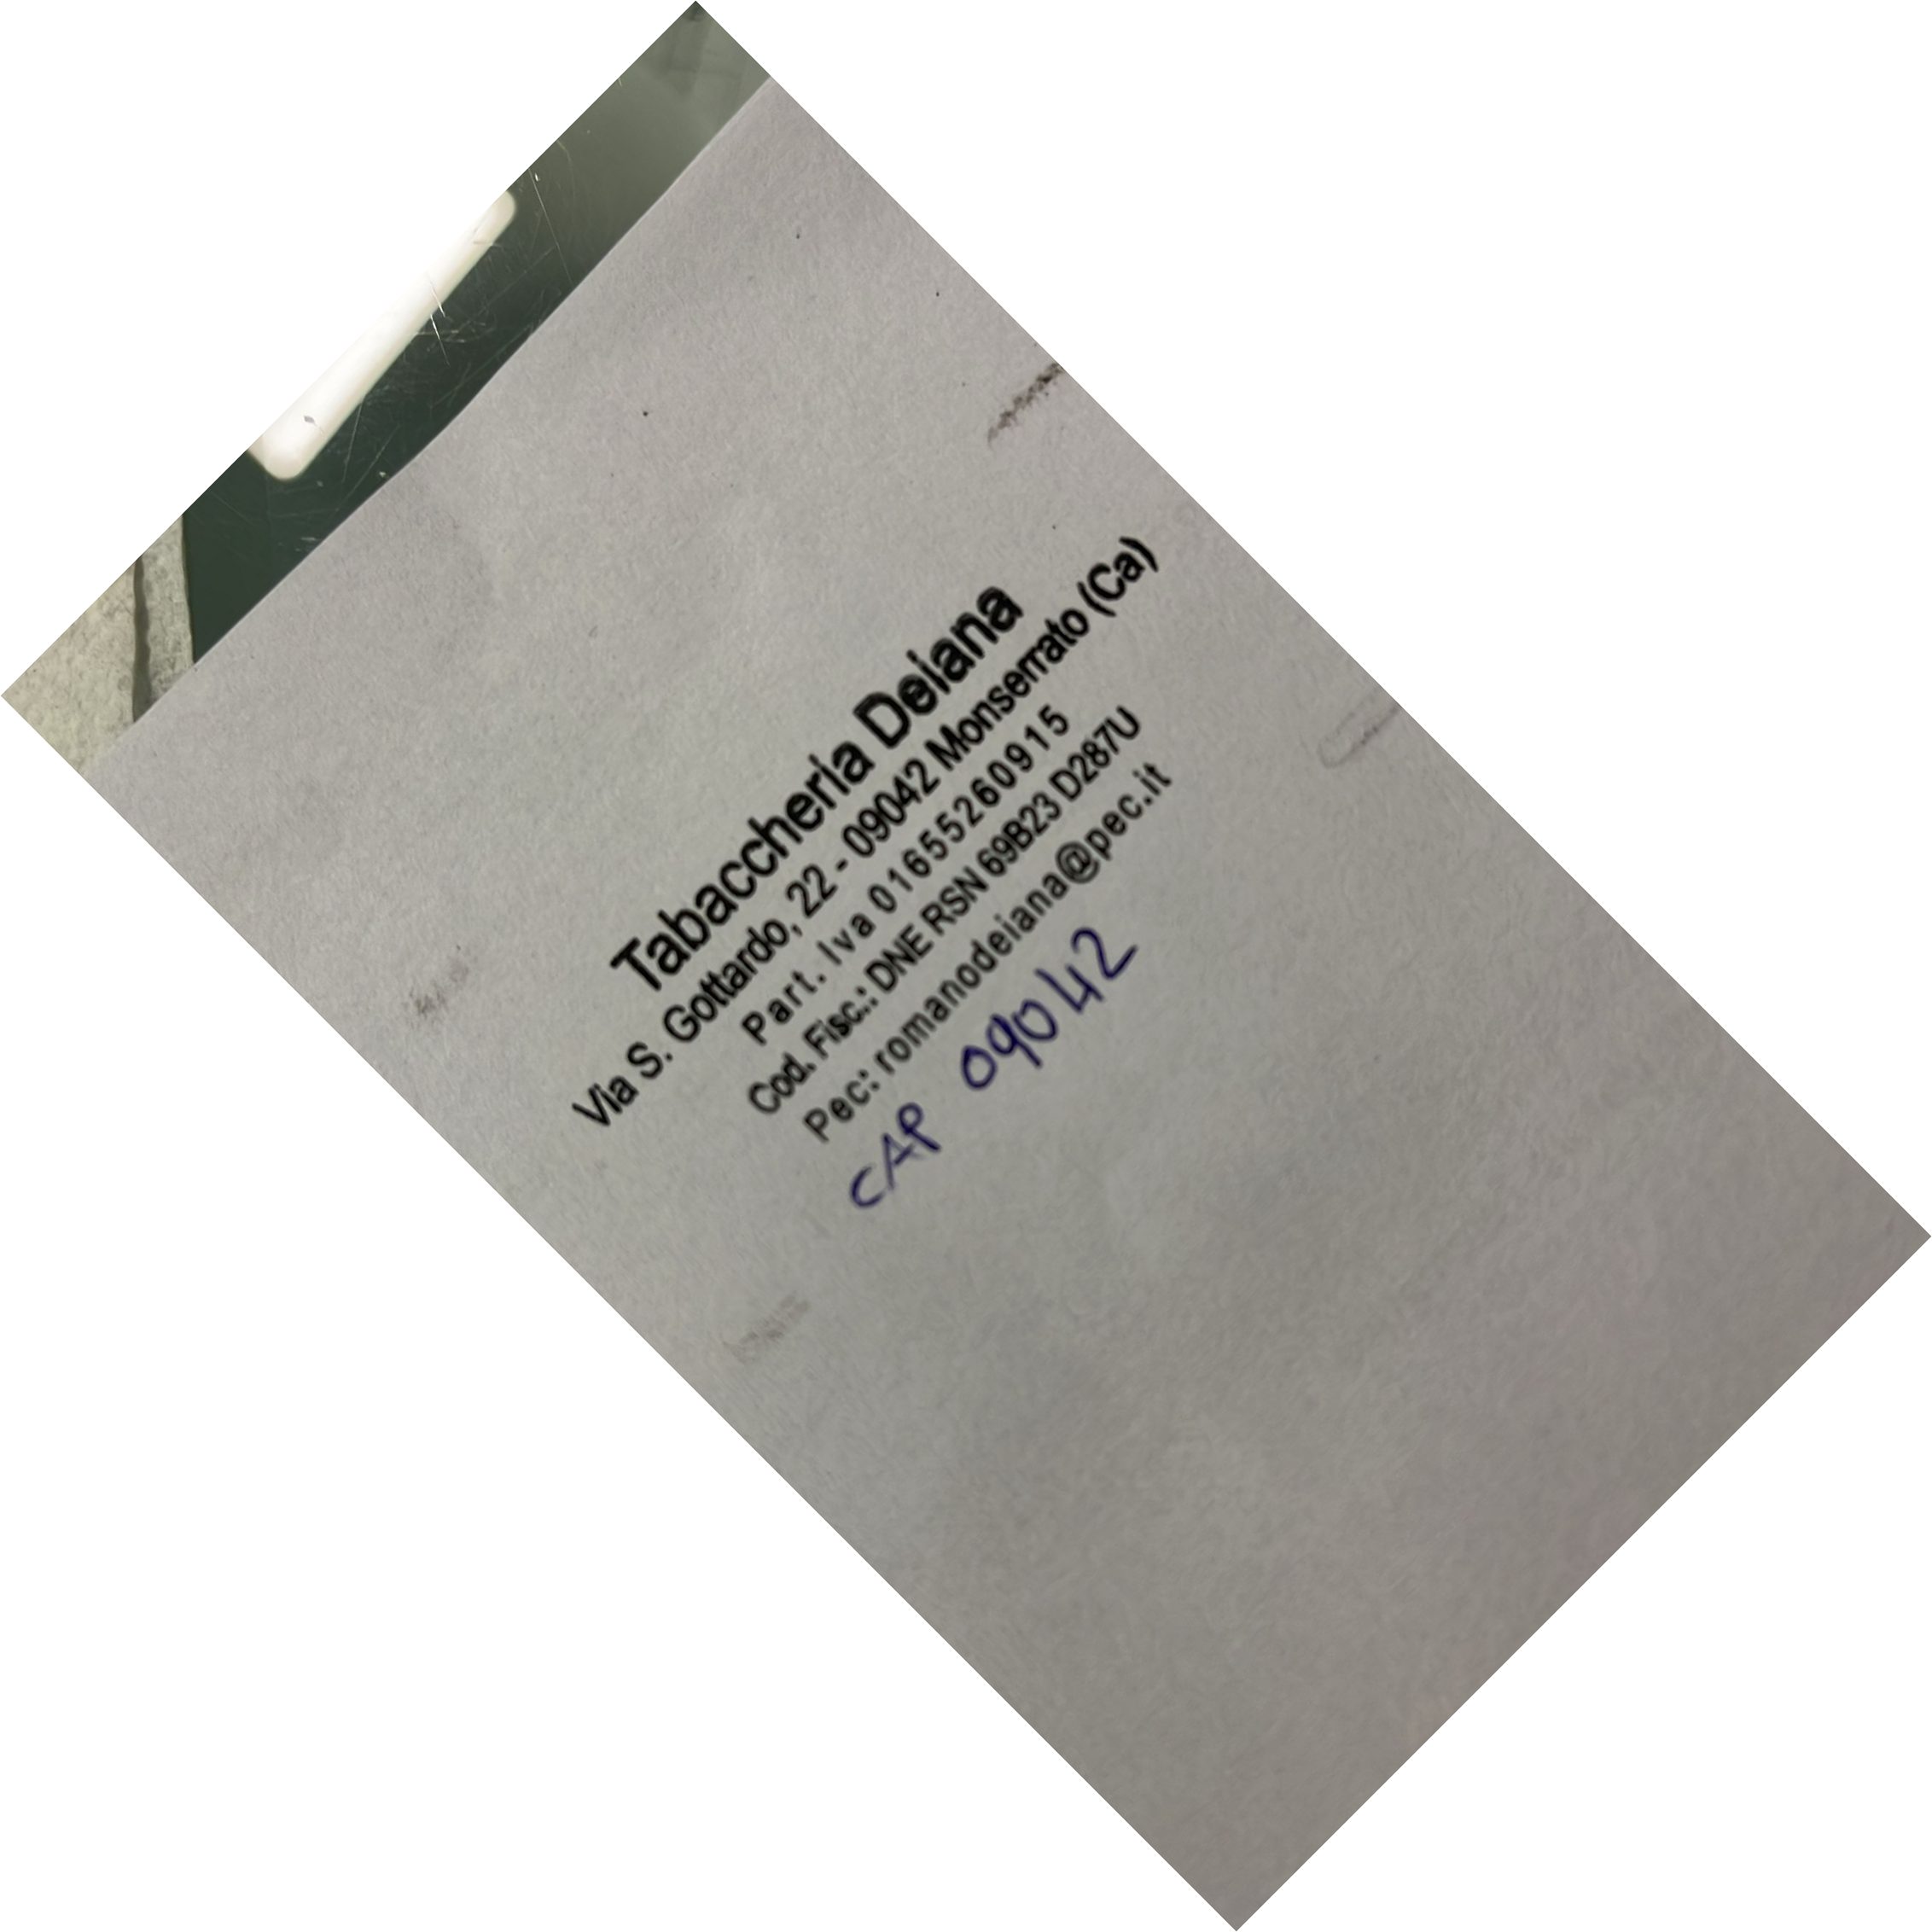 Tabaccheria Deiana
Via S. Gottardo, 22 - 09042 Monserrato (Ca)
Part. Iva 01655260915
Cod. Fisc.: DNE RSN 69B23 D287U
Pec: romanodeiana@pec.it
CAP 09042